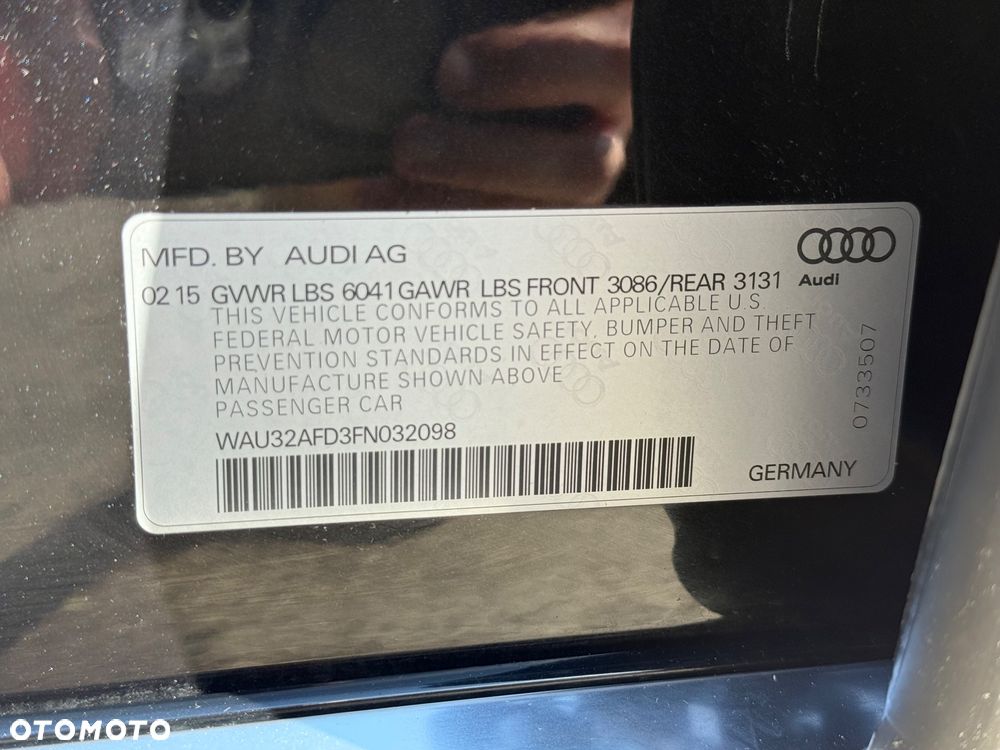 MFD. BY AUDI AG
Audi
02 15 GVWR LBS 6041 GAWR LBS FRONT 3086/REAR 3131
THIS VEHICLE CONFORMS TO ALL APPLICABLE U.S.
FEDERAL MOTOR VEHICLE SAFETY, BUMPER AND THEFT
PREVENTION STANDARDS IN EFFECT ON THE DATE OF
MANUFACTURE SHOWN ABOVE
PASSENGER CAR
WAU32AFD3FN032098
GERMANY
0733507
OTOMOTO